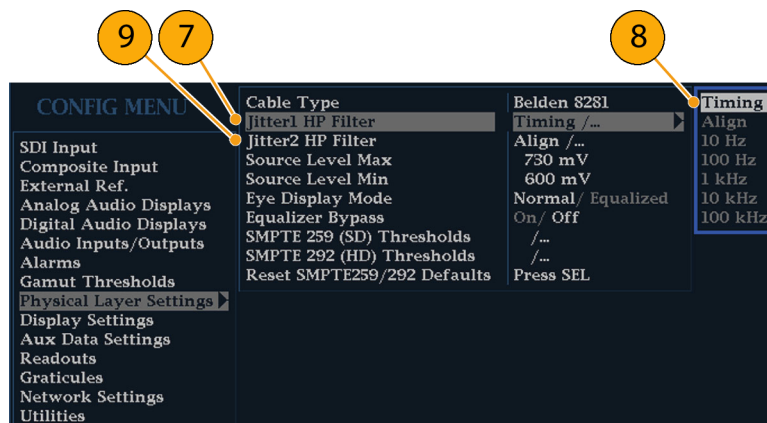 9 7 8
CONFIG MENU
SDI Input
Composite Input
External Ref.
Analog Audio Displays
Digital Audio Displays
Audio Inputs/Outputs
Alarms
Gamut Thresholds
Physical Layer Settings
Display Settings
Aux Data Settings
Readouts
Graticules
Network Settings
Utilities
Cable Type Belden 8281
Jitter1 HP Filter Timing /...
Jitter2 HP Filter Align /...
Source Level Max 730 mV
Source Level Min 600 mV
Eye Display Mode Normal/ Equalized
Equalizer Bypass On/ Off
SMPTE 259 (SD) Thresholds /...
SMPTE 292 (HD) Thresholds /...
Reset SMPTE259/292 Defaults Press SEL
Timing
Align
10 Hz
100 Hz
1 kHz
10 kHz
100 kHz